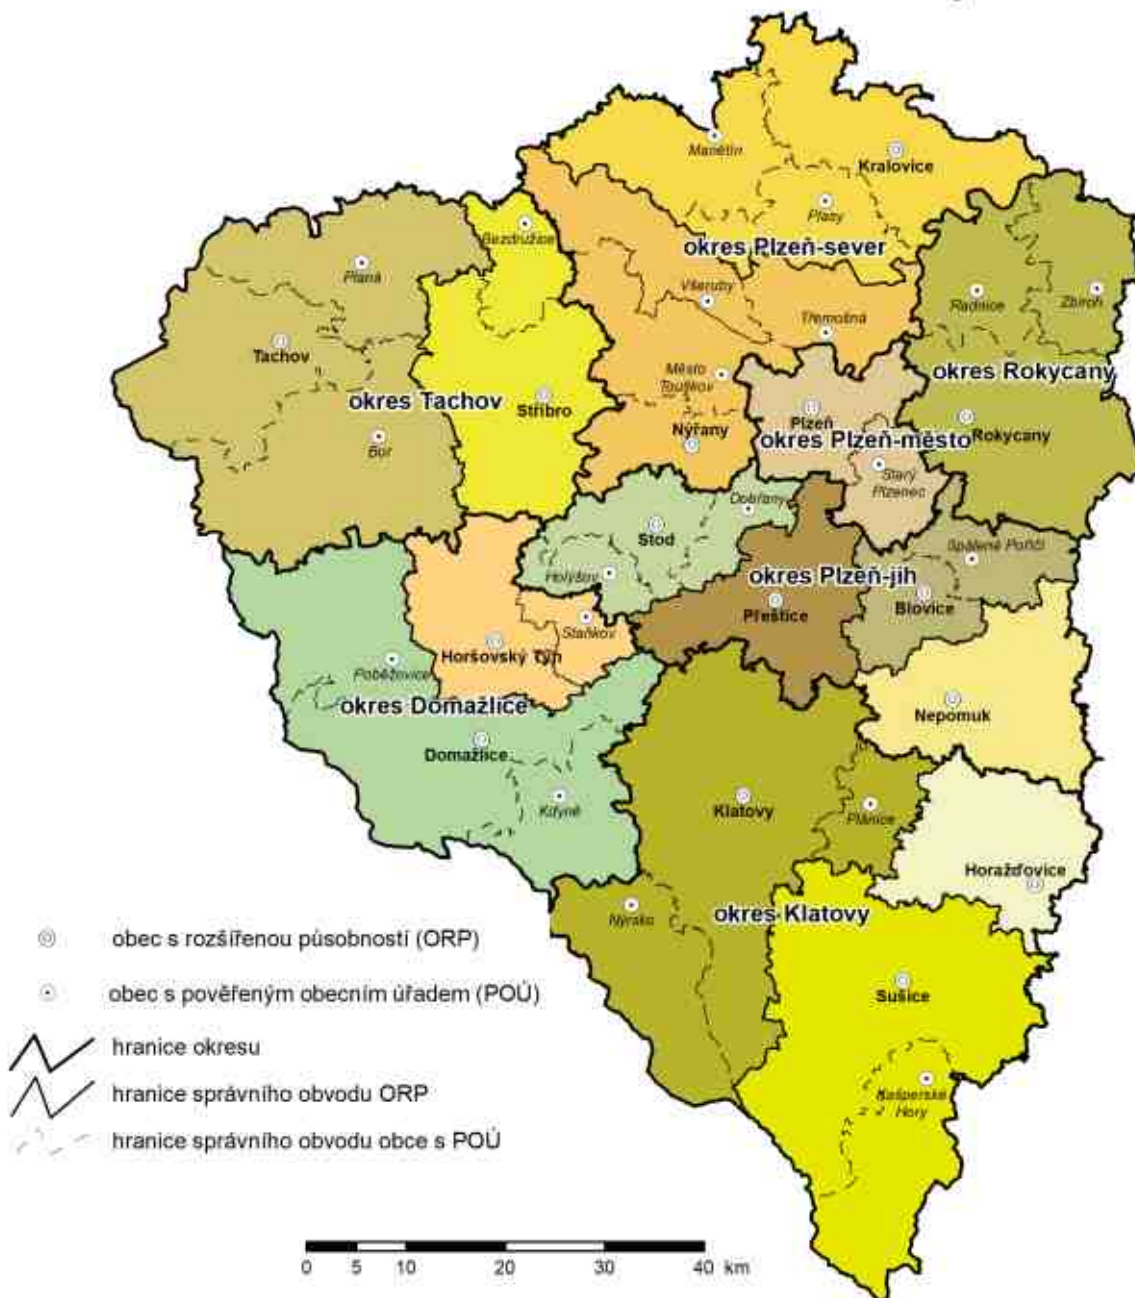 Manětín
Kralovice
Plasy
Bezdružice
okres Plzeň-sever
Planá
Všeruby
Radnice
Zbiroh
Třemošná
Tachov
Město
Touškov
okres Rokycany
okres Tachov
Stříbro
Plzeň
Bor
Nýřany
okres Plzeň-město
Rokycany
Starý
Plzenec
Dobřany
Stod
Spálené Poříčí
Holýšov
okres Plzeň-jih
Blovice
Přeštice
Staňkov
Horšovský Týn
Poběžovice
okres Domažlice
Nepomuk
Domažlice
Kdyně
Klatovy
Plánice
Horažďovice
Nýrsko
okres Klatovy
obec s rozšířenou působností (ORP)
Sušice
obec s pověřeným obecním úřadem (POÚ)
hranice okresu
hranice správního obvodu ORP
Kašperské
Hory
hranice správního obvodu obce s POÚ
0 5 10 20 30 40 km